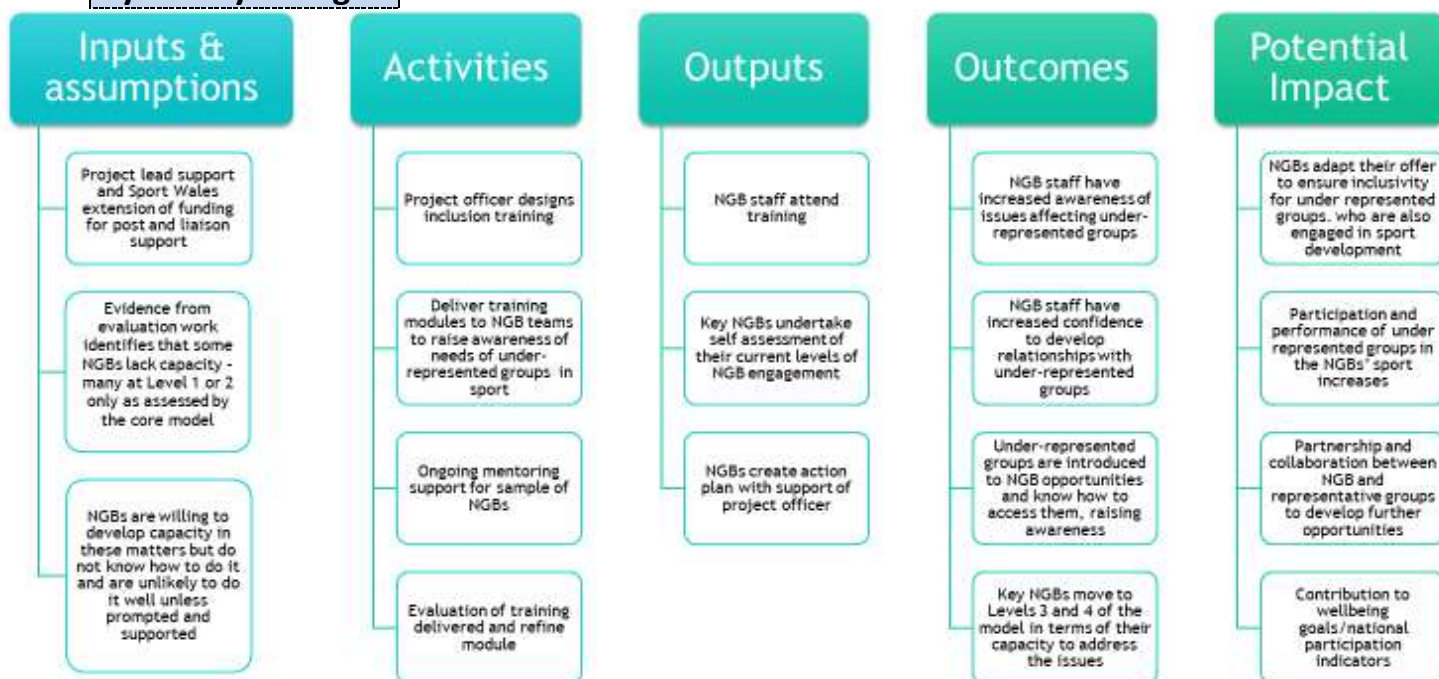 Inputs &
assumptions
Project lead support
and Sport Wales
extension of funding
for post and liaison
support
Evidence from
evaluation work
identifies that some
NGBs lack capacity -
many at Level 1 or 2
only as assessed by
the core model
NGBs are willing to
develop capacity in
these matters but do
not know how to do it
and are unlikely to do
it well unless
prompted and
supported
Activities
Project officer designs
inclusion training
Deliver training
modules to NGB teams
to raise awareness of
needs of under-
represented groups in
sport
Ongoing mentoring
support for sample of
NGBs
Evaluation of training
delivered and refine
module
Outputs
NGB staff attend
training
Key NGBs undertake
self assessment of
their current levels of
NGB engagement
NGBs create action
plan with support of
project officer
Outcomes
NGB staff have
increased awareness of
issues affecting under-
represented groups
NGB staff have
increased confidence
to develop
relationships with
under-represented
groups
Under-represented
groups are introduced
to NGB opportunities
and know how to
access them, raising
awareness
Key NGBs move to
Levels 3 and 4 of the
model in terms of their
capacity to address
the issues
Potential
Impact
NGBs adapt their offer
to ensure inclusivity
for under represented
groups. who are also
engaged in sport
development
Participation and
performance of under
represented groups in
the NGBs' sport
increases
Partnership and
collaboration between
NGB and
representative groups
to develop further
opportunities
Contribution to
wellbeing
goals/national
participation
indicators